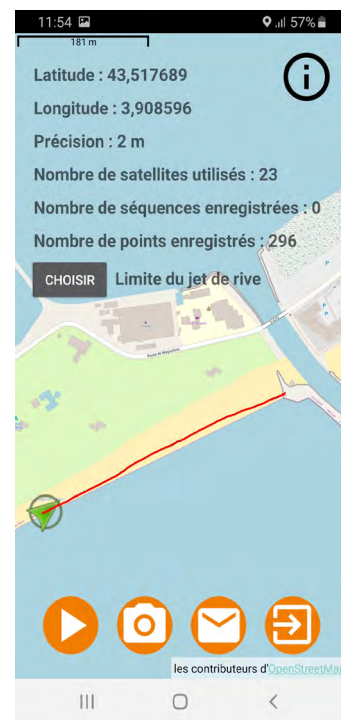 11:54 57%
181 m
Latitude : 43,517689
Longitude : 3,908596
Précision : 2 m
Nombre de satellites utilisés : 23
Nombre de séquences enregistrées : 0
Nombre de points enregistrés : 296
CHOISIR Limite du jet de rive
P
P
P
les contributeurs d'OpenStreetMap